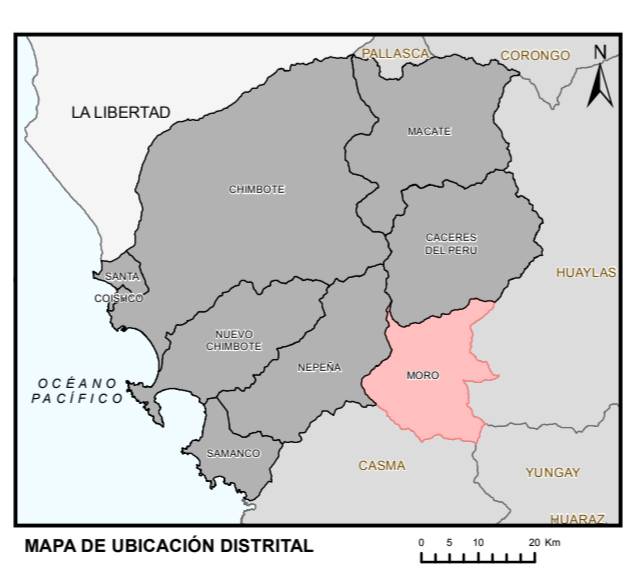 PALLASCA
CORONGO
N
LA LIBERTAD
MACATE
CHIMBOTE
CACERES
DEL PERU
SANTA
HUAYLAS
COISHCO
NUEVO
CHIMBOTE
NEPEÑA
MORO
OCÉANO
PACÍFICO
SAMANCO
CASMA
YUNGAY
HUARAZ
MAPA DE UBICACIÓN DISTRITAL
0 5 10 20 Km